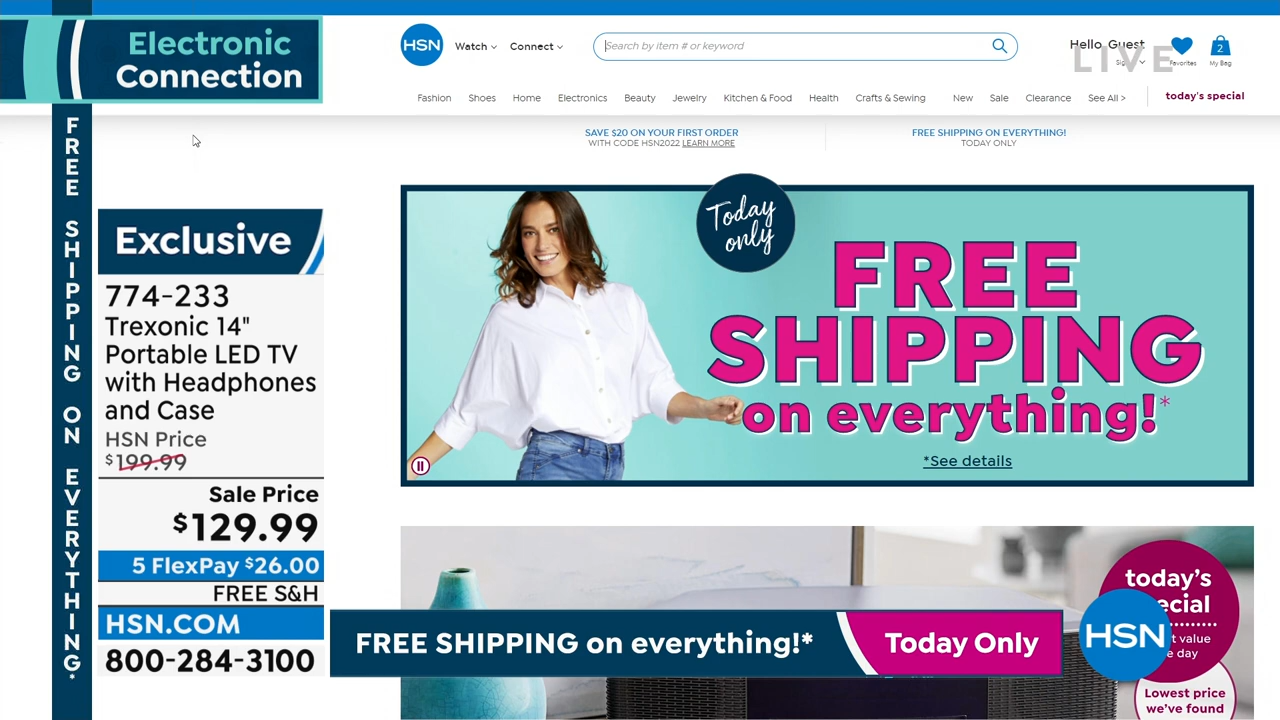 Electronic
Connection
FREE SHIPPING ON EVERYTHING!*
Exclusive
774-233
Trexonic 14"
Portable LED TV
with Headphones
and Case
HSN Price
$199.99
Sale Price
$129.99
5 FlexPay $26.00
FREE S&H
HSN.COM
800-284-3100
HSN
Watch
Connect
Search by item # or keyword
Hello, Guest
LIVE
Favorites
2
My Bag
Fashion Shoes Home Electronics Beauty Jewelry Kitchen & Food Health Crafts & Sewing New Sale Clearance See All > today's special
SAVE $20 ON YOUR FIRST ORDER
WITH CODE HSN2022 LEARN MORE
FREE SHIPPING ON EVERYTHING!
TODAY ONLY
Today
only
FREE
SHIPPING
on everything!*
*See details
today's
value
day
Lowest price
we've found
FREE SHIPPING on everything!*
Today Only
HSN